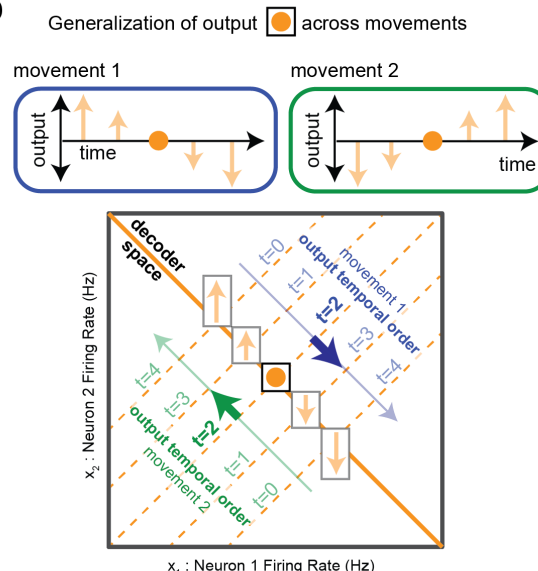 Generalization of output across movements
movement 1
movement 2
output
time
output
time
decoder
space
t=0
t=1
t=2
t=3
t=4
movement 1
output temporal order
t=4
t=3
t=2
t=1
t=0
output temporal order
movement 2
x₂ : Neuron 2 Firing Rate (Hz)
x₁ : Neuron 1 Firing Rate (Hz)